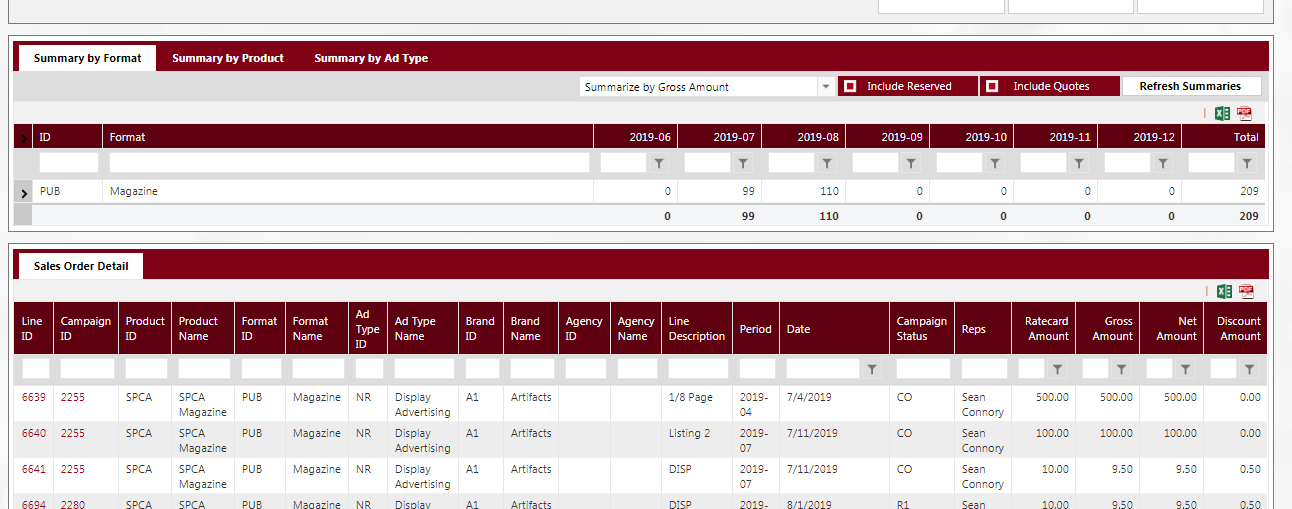 Summary by Format Summary by Product Summary by Ad Type
Summarize by Gross Amount Include Reserved Include Quotes Refresh Summaries
ID Format 2019-06 2019-07 2019-08 2019-09 2019-10 2019-11 2019-12 Total
PUB Magazine 0 99 110 0 0 0 0 209
0 99 110 0 0 0 0 209
Sales Order Detail
Line Campaign Product Product Format Format Ad Ad Type Brand Brand Agency Agency Line Period Date Campaign Reps Ratecard Gross Net Discount
ID ID ID Name ID Name Type Name ID Name ID Name Description Status Amount Amount Amount Amount
ID
6639 2255 SPCA SPCA PUB Magazine NR Display A1 Artifacts 1/8 Page 2019- 7/4/2019 CO Sean 500.00 500.00 500.00 0.00
Magazine Advertising 04 Connory
6640 2255 SPCA SPCA PUB Magazine NR Display A1 Artifacts Listing 2 2019- 7/11/2019 CO Sean 100.00 100.00 100.00 0.00
Magazine Advertising 07 Connory
6641 2255 SPCA SPCA PUB Magazine NR Display A1 Artifacts DISP 2019- 7/11/2019 CO Sean 10.00 9.50 9.50 0.50
Magazine Advertising 07 Connory
6694 2280 SPCA SPCA PUB Magazine NR Display A1 Artifacts DISP 2019- 8/1/2019 R1 Sean 10.00 9.50 9.50 0.50